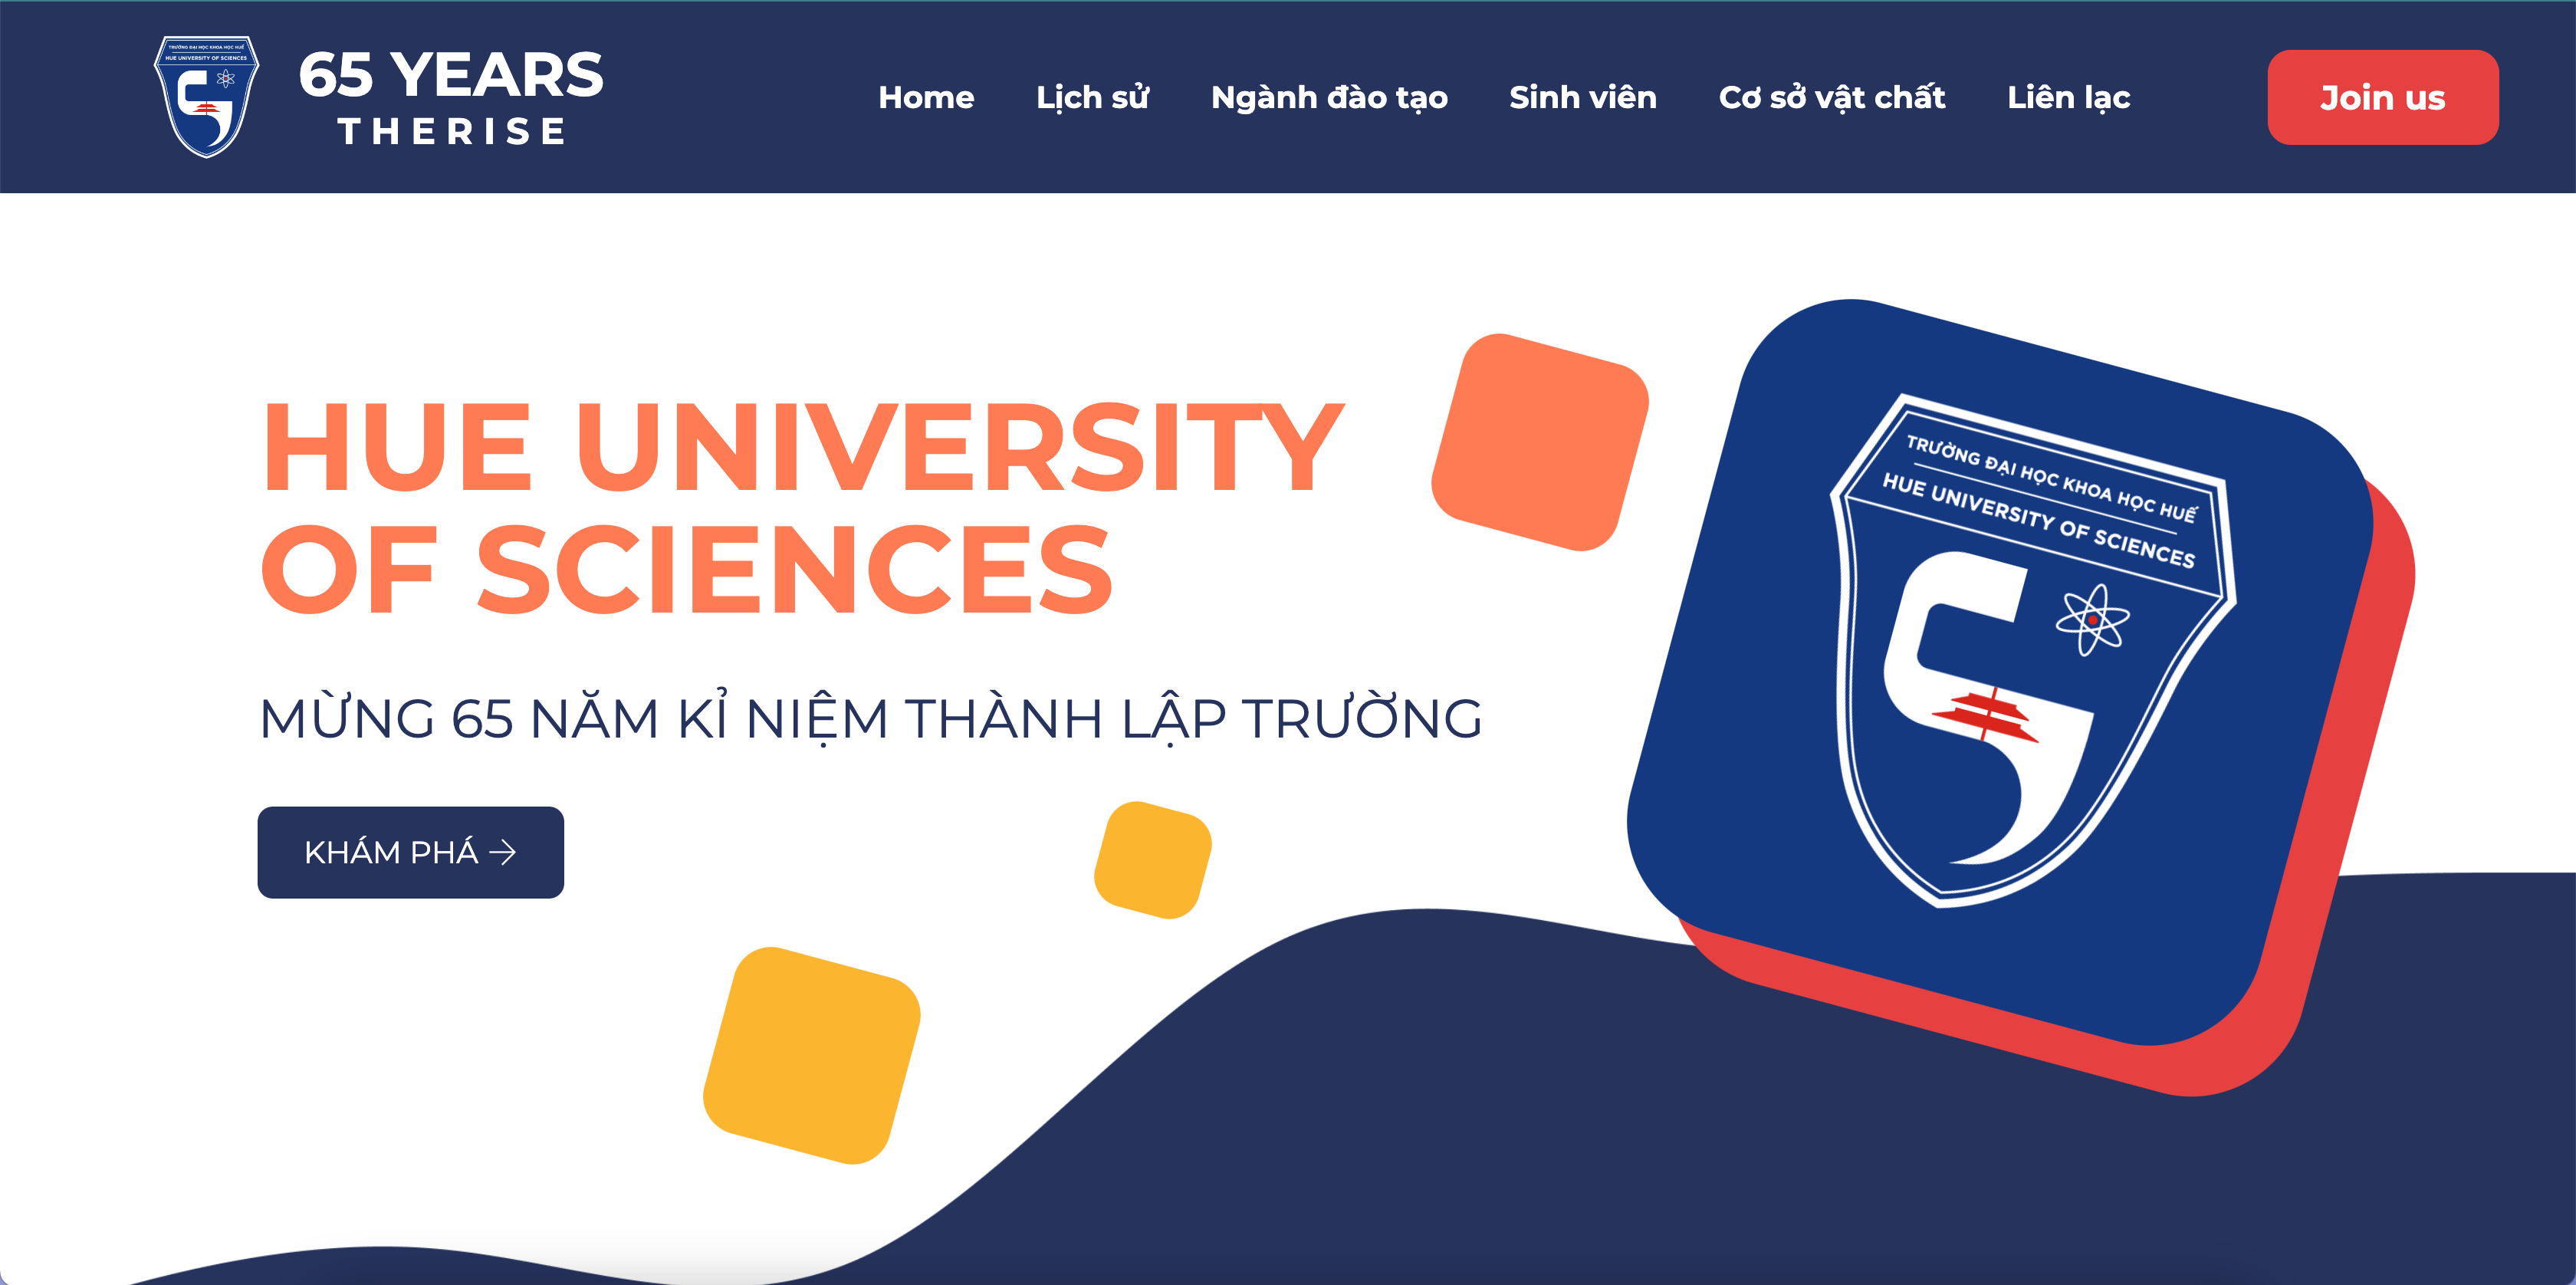 TRƯỜNG ĐẠI HỌC KHOA HỌC HUẾ
HUE UNIVERSITY OF SCIENCES
65 YEARS
THERISE
Home
Lịch sử
Ngành đào tạo
Sinh viên
Cơ sở vật chất
Liên lạc
Join us
HUE UNIVERSITY
OF SCIENCES
MỪNG 65 NĂM KỈ NIỆM THÀNH LẬP TRƯỜNG
KHÁM PHÁ →
TRƯỜNG ĐẠI HỌC KHOA HỌC HUẾ
HUE UNIVERSITY OF SCIENCES